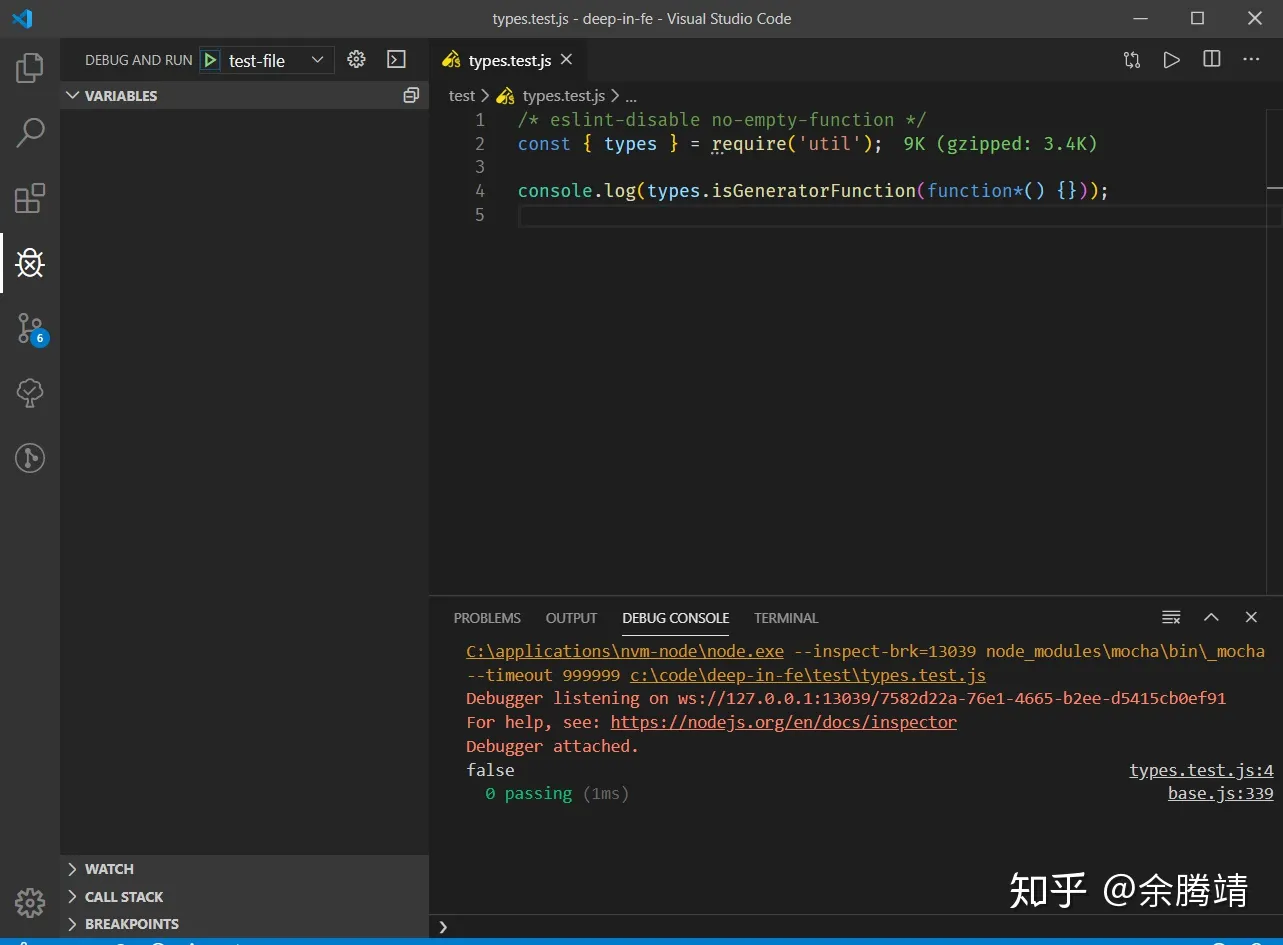 types.test.js - deep-in-fe - Visual Studio Code
DEBUG AND RUN test-file
types.test.js
VARIABLES
test > types.test.js > ...
1 /* eslint-disable no-empty-function */
2 const { types } = require('util'); 9K (gzipped: 3.4K)
3
4 console.log(types.isGeneratorFunction(function*() {}));
5
6
PROBLEMS OUTPUT DEBUG CONSOLE TERMINAL
C:\applications\nvm-node\node.exe --inspect-brk=13039 node_modules\mocha\bin\_mocha
--timeout 999999 c:\code\deep-in-fe\test\types.test.js
Debugger listening on ws://127.0.0.1:13039/7582d22a-76e1-4665-b2ee-d5415cb0ef91
For help, see: https://nodejs.org/en/docs/inspector
Debugger attached.
false types.test.js:4
0 passing (1ms) base.js:339
WATCH
CALL STACK
BREAKPOINTS
知乎 @余腾靖